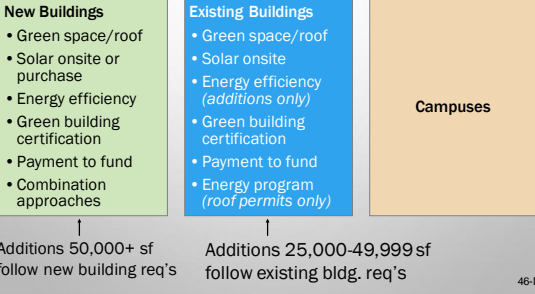 New Buildings
• Green space/roof
• Solar onsite or
purchase
• Energy efficiency
• Green building
certification
• Payment to fund
• Combination
approaches
Existing Buildings
• Green space/roof
• Solar onsite
• Energy efficiency
(additions only)
• Green building
certification
• Payment to fund
• Energy program
(roof permits only)
Campuses
Additions 50,000+ sf
follow new building req's
Additions 25,000-49,999 sf
follow existing bldg. req's